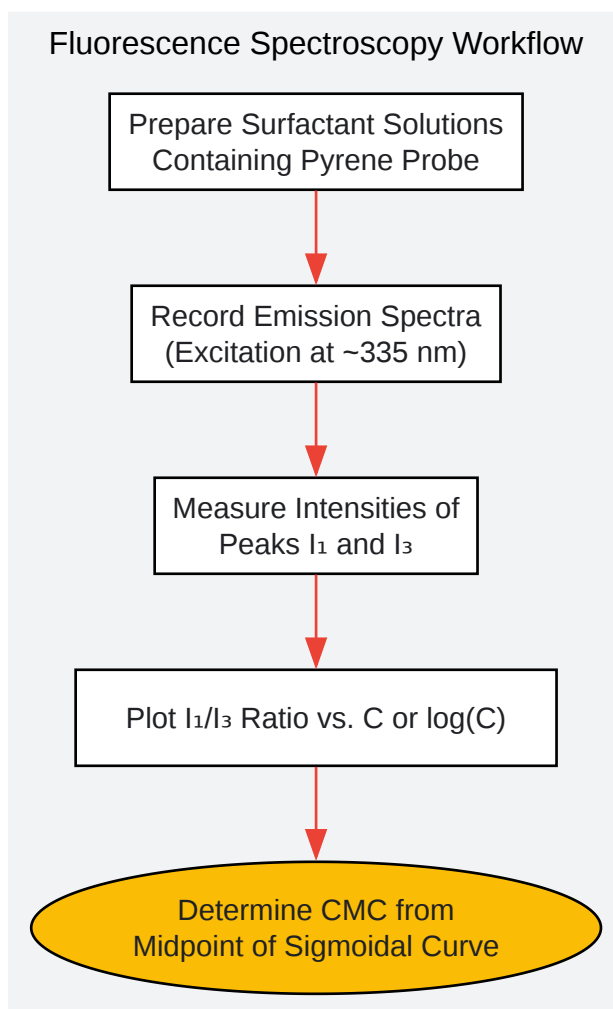 Fluorescence Spectroscopy Workflow
Prepare Surfactant Solutions
Containing Pyrene Probe
Record Emission Spectra
(Excitation at ~335 nm)
Measure Intensities of
Peaks I₁ and I₃
Plot I₁/I₃ Ratio vs. C or log(C)
Determine CMC from
Midpoint of Sigmoidal Curve